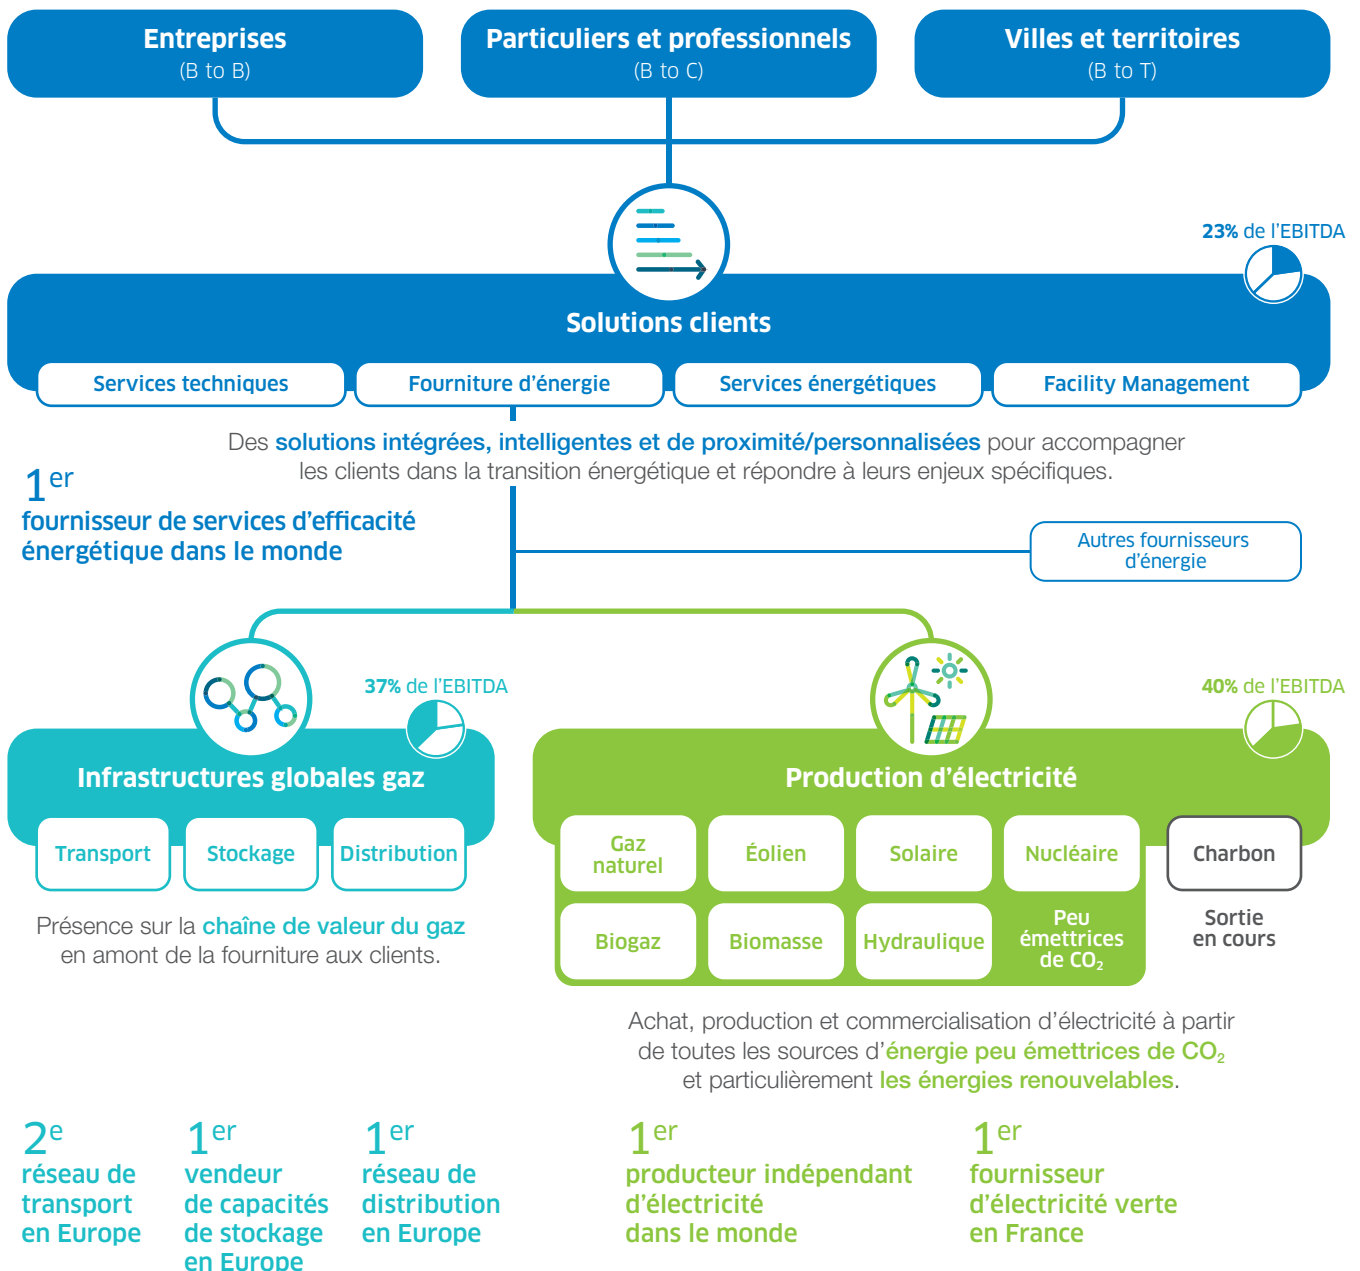 Entreprises
(B to B)
Particuliers et professionnels
(B to C)
Villes et territoires
(B to T)
23% de l'EBITDA
Solutions clients
Services techniques
Fourniture d'énergie
Services énergétiques
Facility Management
Des solutions intégrées, intelligentes et de proximité/personnalisées pour accompagner
les clients dans la transition énergétique et répondre à leurs enjeux spécifiques.
1er
fournisseur de services d'efficacité
énergétique dans le monde
Autres fournisseurs
d'énergie
37% de l'EBITDA
Infrastructures globales gaz
Transport
Stockage
Distribution
Présence sur la chaîne de valeur du gaz
en amont de la fourniture aux clients.
40% de l'EBITDA
Production d'électricité
Gaz
naturel
Éolien
Solaire
Nucléaire
Charbon
Biogaz
Biomasse
Hydraulique
Peu
émettrices
de CO₂
Sortie
en cours
Achat, production et commercialisation d'électricité à partir
de toutes les sources d'énergie peu émettrices de CO₂
et particulièrement les énergies renouvelables.
2e
réseau de
transport
en Europe
1er
vendeur
de capacités
de stockage
en Europe
1er
réseau de
distribution
en Europe
1er
producteur indépendant
d'électricité
dans le monde
1er
fournisseur
d'électricité verte
en France